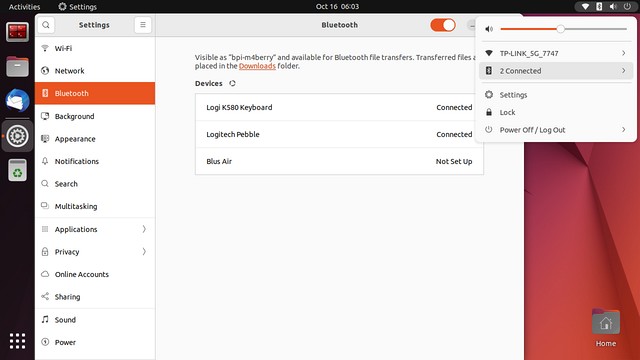 Activities
Settings
Oct 16 06:03
Settings
Bluetooth
Wi-Fi
Network
Bluetooth
Background
Appearance
Notifications
Search
Multitasking
Applications
Privacy
Online Accounts
Sharing
Sound
Power
Visible as "bpi-m4berry" and available for Bluetooth file transfers. Transferred files a
placed in the Downloads folder.
Devices
Logi K580 Keyboard Connected
Logitech Pebble Connected
Blus Air Not Set Up
TP-LINK_5G_7747
2 Connected
Settings
Lock
Power Off / Log Out
Home